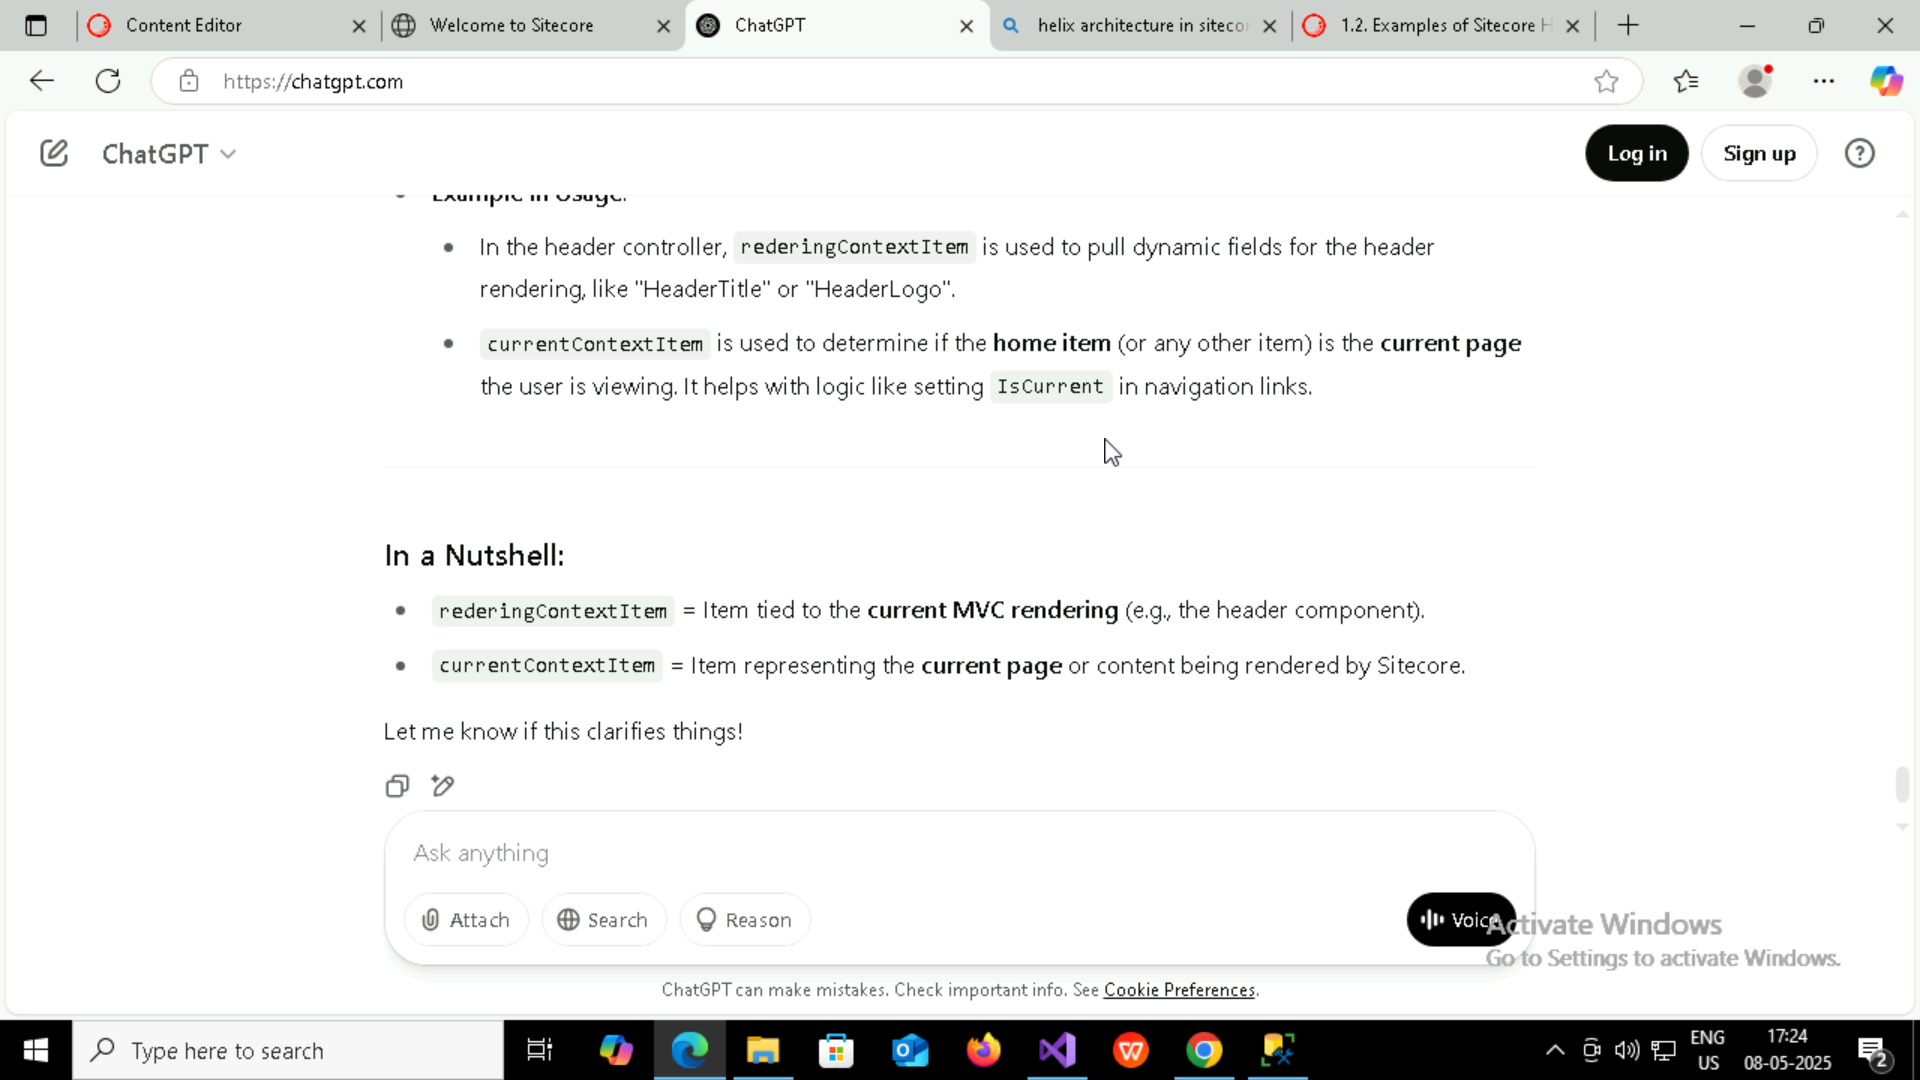 Content Editor
Welcome to Sitecore
ChatGPT
helix architecture in siteco
1.2. Examples of Sitecore H
https://chatgpt.com
ChatGPT
Log in
Sign up
Example in Usage:
In the header controller, rederingContextItem is used to pull dynamic fields for the header
rendering, like "HeaderTitle" or "HeaderLogo".
currentContextItem is used to determine if the home item (or any other item) is the current page
the user is viewing. It helps with logic like setting IsCurrent in navigation links.
In a Nutshell:
rederingContextItem = Item tied to the current MVC rendering (e.g., the header component).
currentContextItem = Item representing the current page or content being rendered by Sitecore.
Let me know if this clarifies things!
Ask anything
Attach
Search
Reason
Voice
Activate Windows
Go to Settings to activate Windows.
ChatGPT can make mistakes. Check important info. See Cookie Preferences.
Type here to search
ENG
US
17:24
08-05-2025
2